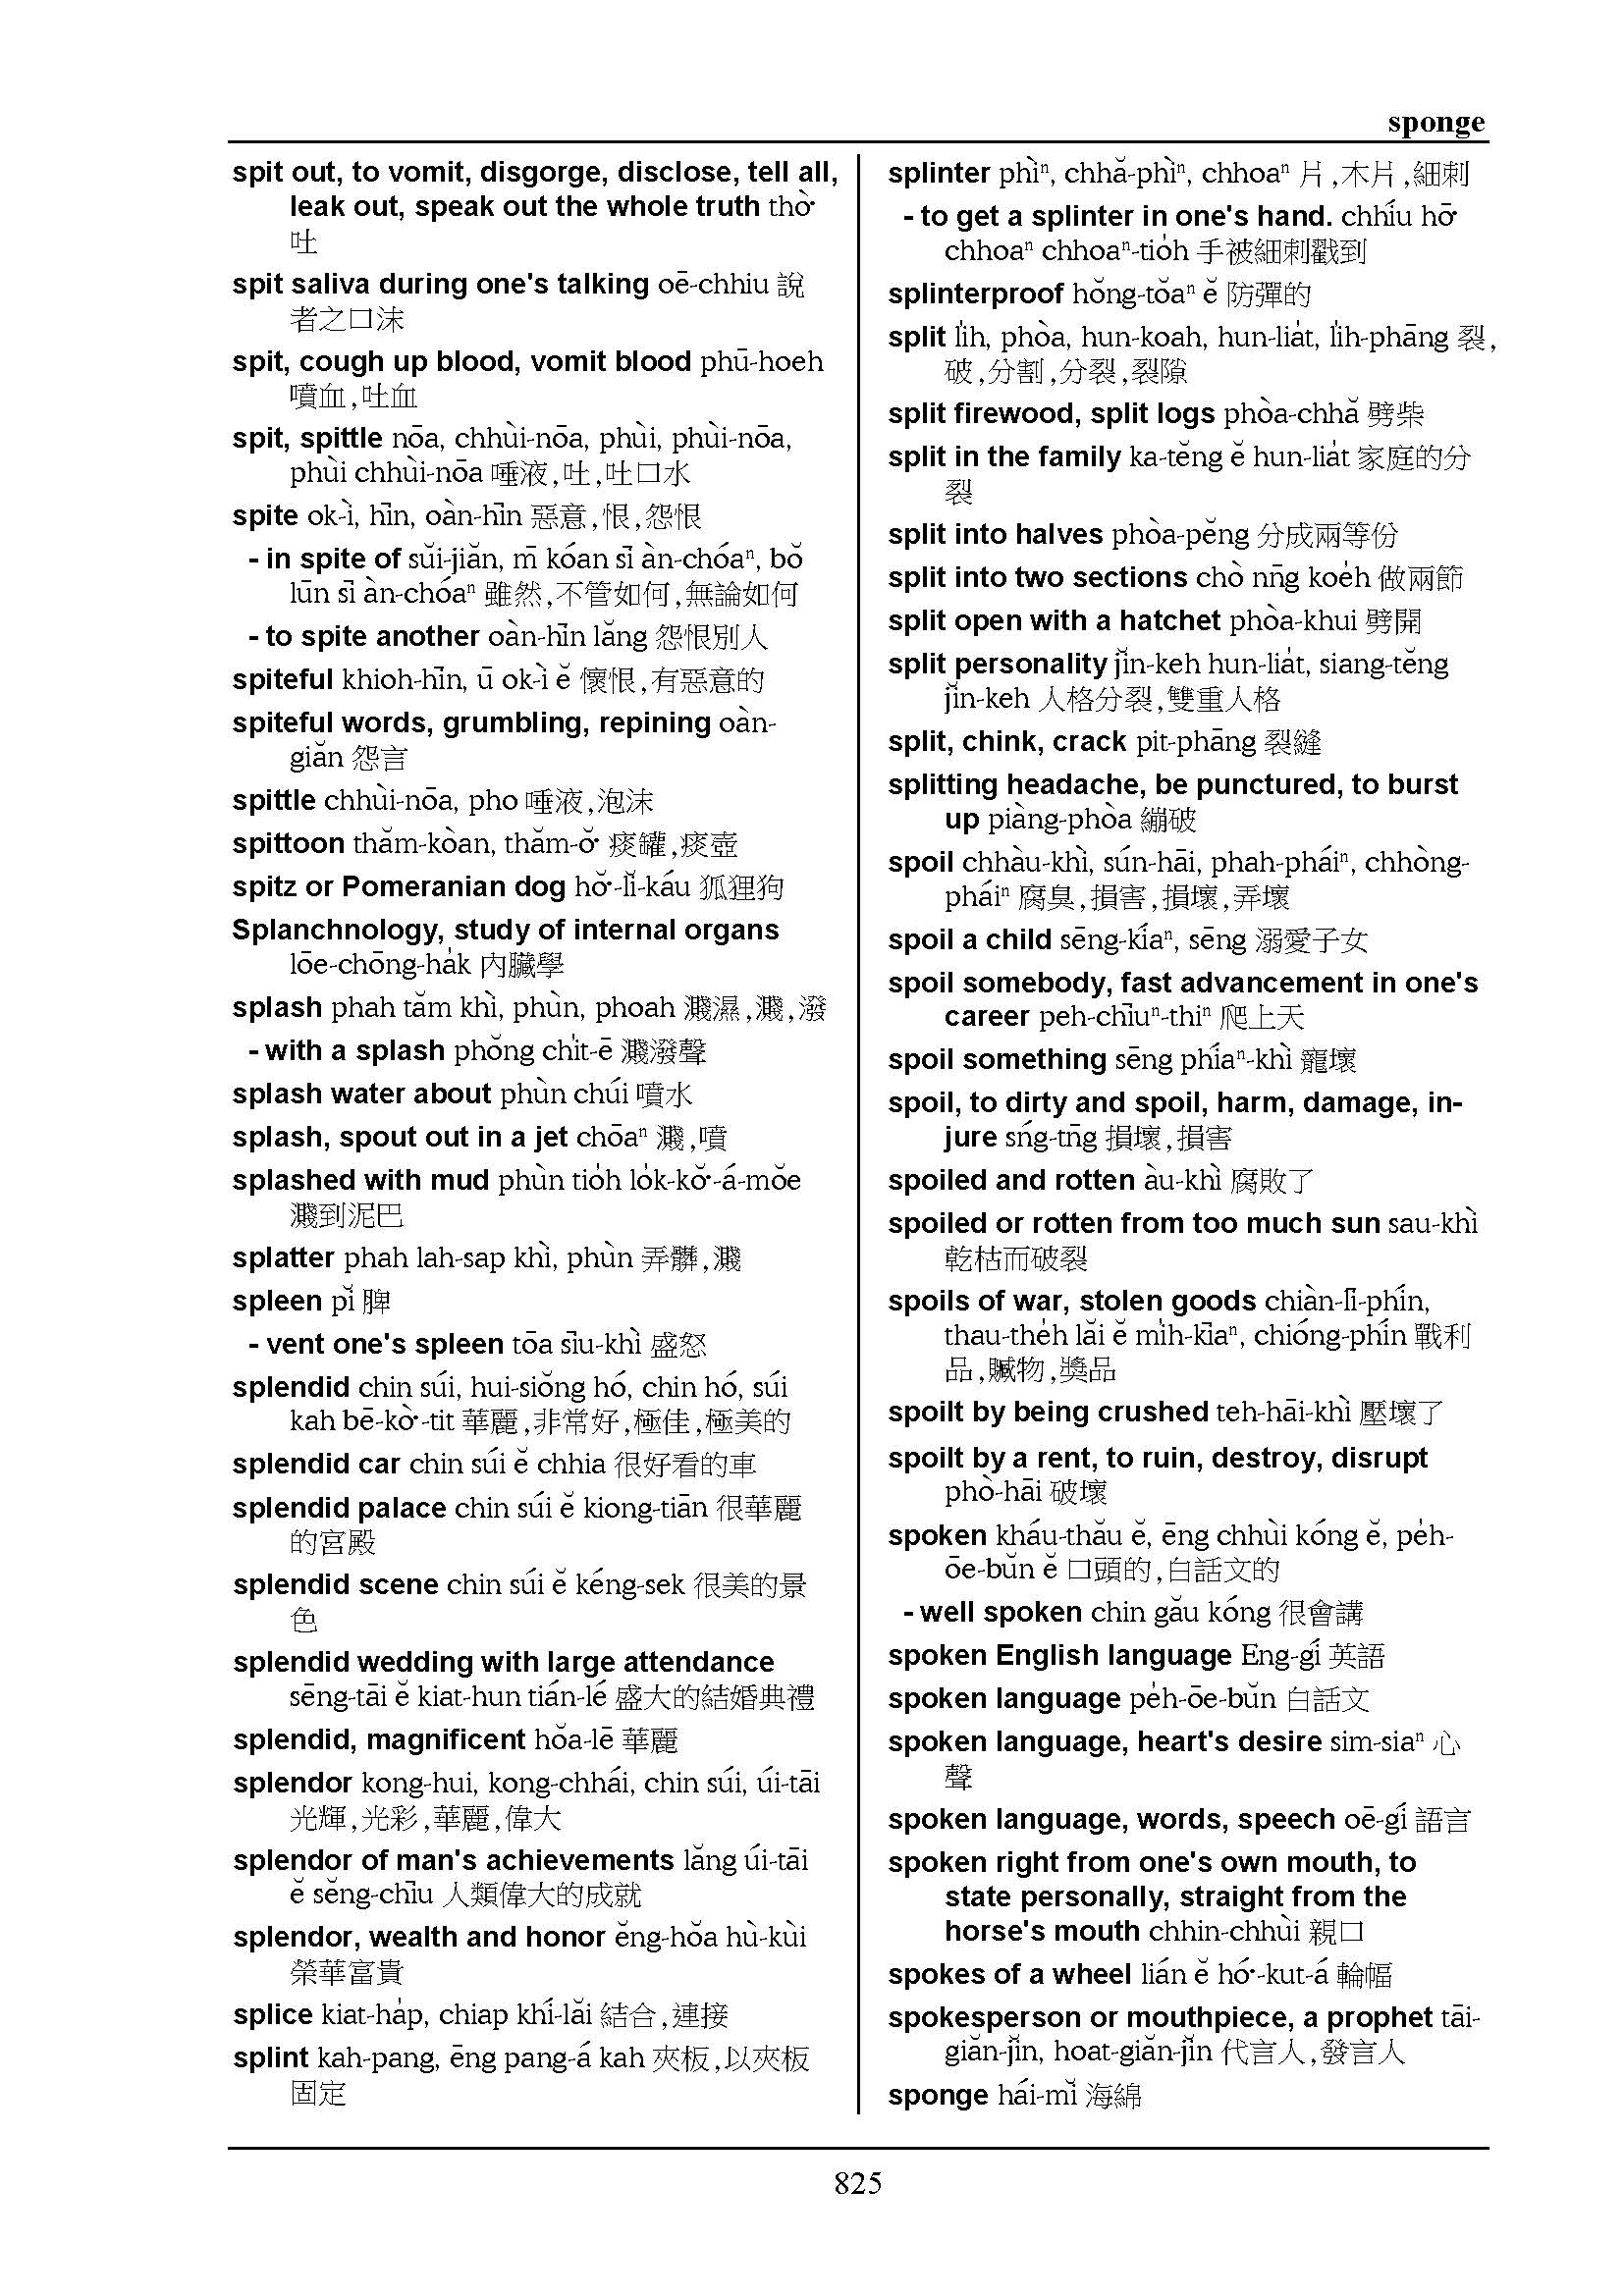 sponge
spit out, to vomit, disgorge, disclose, tell all,
leak out, speak out the whole truth thò͘
吐
spit saliva during one's talking oē-chhiu 說
者之口沫
spit, cough up blood, vomit blood phū-hoeh
噴血,吐血
spit, spittle nōa, chhùi-nōa, phùi, phùi-nōa,
phùi chhùi-nōa 唾液,吐,吐口水
spite ok-ì, hīn, oàn-hīn 惡意,恨,怨恨
- in spite of sŭi-jiăn, m̄ kóan sī àn-chóaⁿ, bŏ
lūn sī àn-chóaⁿ 雖然,不管如何,無論如何
- to spite another oàn-hīn lăng 怨恨別人
spiteful khioh-hīn, ū ok-ì ĕ 懷恨,有惡意的
spiteful words, grumbling, repining oàn-
giăn 怨言
spittle chhùi-nōa, pho 唾液,泡沫
spittoon thăm-kòan, thăm-ŏ͘ 痰罐,痰壺
spitz or Pomeranian dog hŏ͘-lĭ-káu 狐狸狗
Splanchnology, study of internal organs
lōe-chōng-ha̍k 內臟學
splash phah tăm khì, phùn, phoah 濺濕,濺,潑
- with a splash phŏng chi̍t-ē 濺潑聲
splash water about phùn chúi 噴水
splash, spout out in a jet chōaⁿ 濺,噴
splashed with mud phùn tio̍h lo̍k-kŏ͘-á-mŏe
濺到泥巴
splatter phah lah-sap khì, phùn 弄髒,濺
spleen pĭ 脾
- vent one's spleen tōa sīu-khì 盛怒
splendid chin súi, hui-siŏng hó, chin hó, súi
kah bē-kò͘-tit 華麗,非常好,極佳,極美的
splendid car chin súi ĕ chhia 很好看的車
splendid palace chin súi ĕ kiong-tiān 很華麗
的宮殿
splendid scene chin súi ĕ kéng-sek 很美的景
色
splendid wedding with large attendance
sēng-tāi ĕ kiat-hun tián-lé 盛大的結婚典禮
splendid, magnificent hŏa-lē 華麗
splendor kong-hui, kong-chhái, chin súi, úi-tāi
光輝,光彩,華麗,偉大
splendor of man's achievements lăng úi-tāi
ĕ sĕng-chīu 人類偉大的成就
splendor, wealth and honor ĕng-hŏa hù-kùi
榮華富貴
splice kiat-ha̍p, chiap khí-lăi 結合,連接
splint kah-pang, ēng pang-á kah 夾板,以夾板
固定
splinter phìⁿ, chhă-phìⁿ, chhoaⁿ 片,木片,細刺
- to get a splinter in one's hand. chhíu hō͘
chhoaⁿ chhoaⁿ-tio̍h 手被細刺戳到
splinterproof hŏng-tŏaⁿ ĕ 防彈的
split li̍h, phòa, hun-koah, hun-lia̍t, li̍h-phāng 裂,
破,分割,分裂,裂隙
split firewood, split logs phòa-chhă 劈柴
split in the family ka-tĕng ĕ hun-lia̍t 家庭的分
裂
split into halves phòa-pĕng 分成兩等份
split into two sections chò nn̄g koe̍h 做兩節
split open with a hatchet phòa-khui 劈開
split personality jĭn-keh hun-lia̍t, siang-tĕng
jĭn-keh 人格分裂,雙重人格
split, chink, crack pit-phāng 裂縫
splitting headache, be punctured, to burst
up piàng-phòa 繃破
spoil chhàu-khì, sún-hāi, phah-pháiⁿ, chhòng-
pháiⁿ 腐臭,損害,損壞,弄壞
spoil a child sēng-kíaⁿ, sēng 溺愛子女
spoil somebody, fast advancement in one's
career peh-chīuⁿ-thiⁿ 爬上天
spoil something sēng phíaⁿ-khì 寵壞
spoil, to dirty and spoil, harm, damage, in-
jure sńg-tn̄g 損壞,損害
spoiled and rotten àu-khì 腐敗了
spoiled or rotten from too much sun sau-khì
乾枯而破裂
spoils of war, stolen goods chiàn-lī-phín,
thau-the̍h lăi ĕ mi̍h-kīaⁿ, chióng-phín 戰利
品,贓物,獎品
spoilt by being crushed teh-hāi-khì 壓壞了
spoilt by a rent, to ruin, destroy, disrupt
phò-hāi 破壞
spoken kháu-thău ĕ, ēng chhùi kóng ĕ, pe̍h-
ōe-bŭn ĕ 口頭的,白話文的
- well spoken chin gău kóng 很會講
spoken English language Eng-gí 英語
spoken language pe̍h-ōe-bŭn 白話文
spoken language, heart's desire sim-siaⁿ 心
聲
spoken language, words, speech oē-gí 語言
spoken right from one's own mouth, to
state personally, straight from the
horse's mouth chhin-chhùi 親口
spokes of a wheel lián ĕ hó͘-kut-á 輪幅
spokesperson or mouthpiece, a prophet tāi-
giăn-jĭn, hoat-giăn-jĭn 代言人,發言人
sponge hái-mĭ 海綿
825